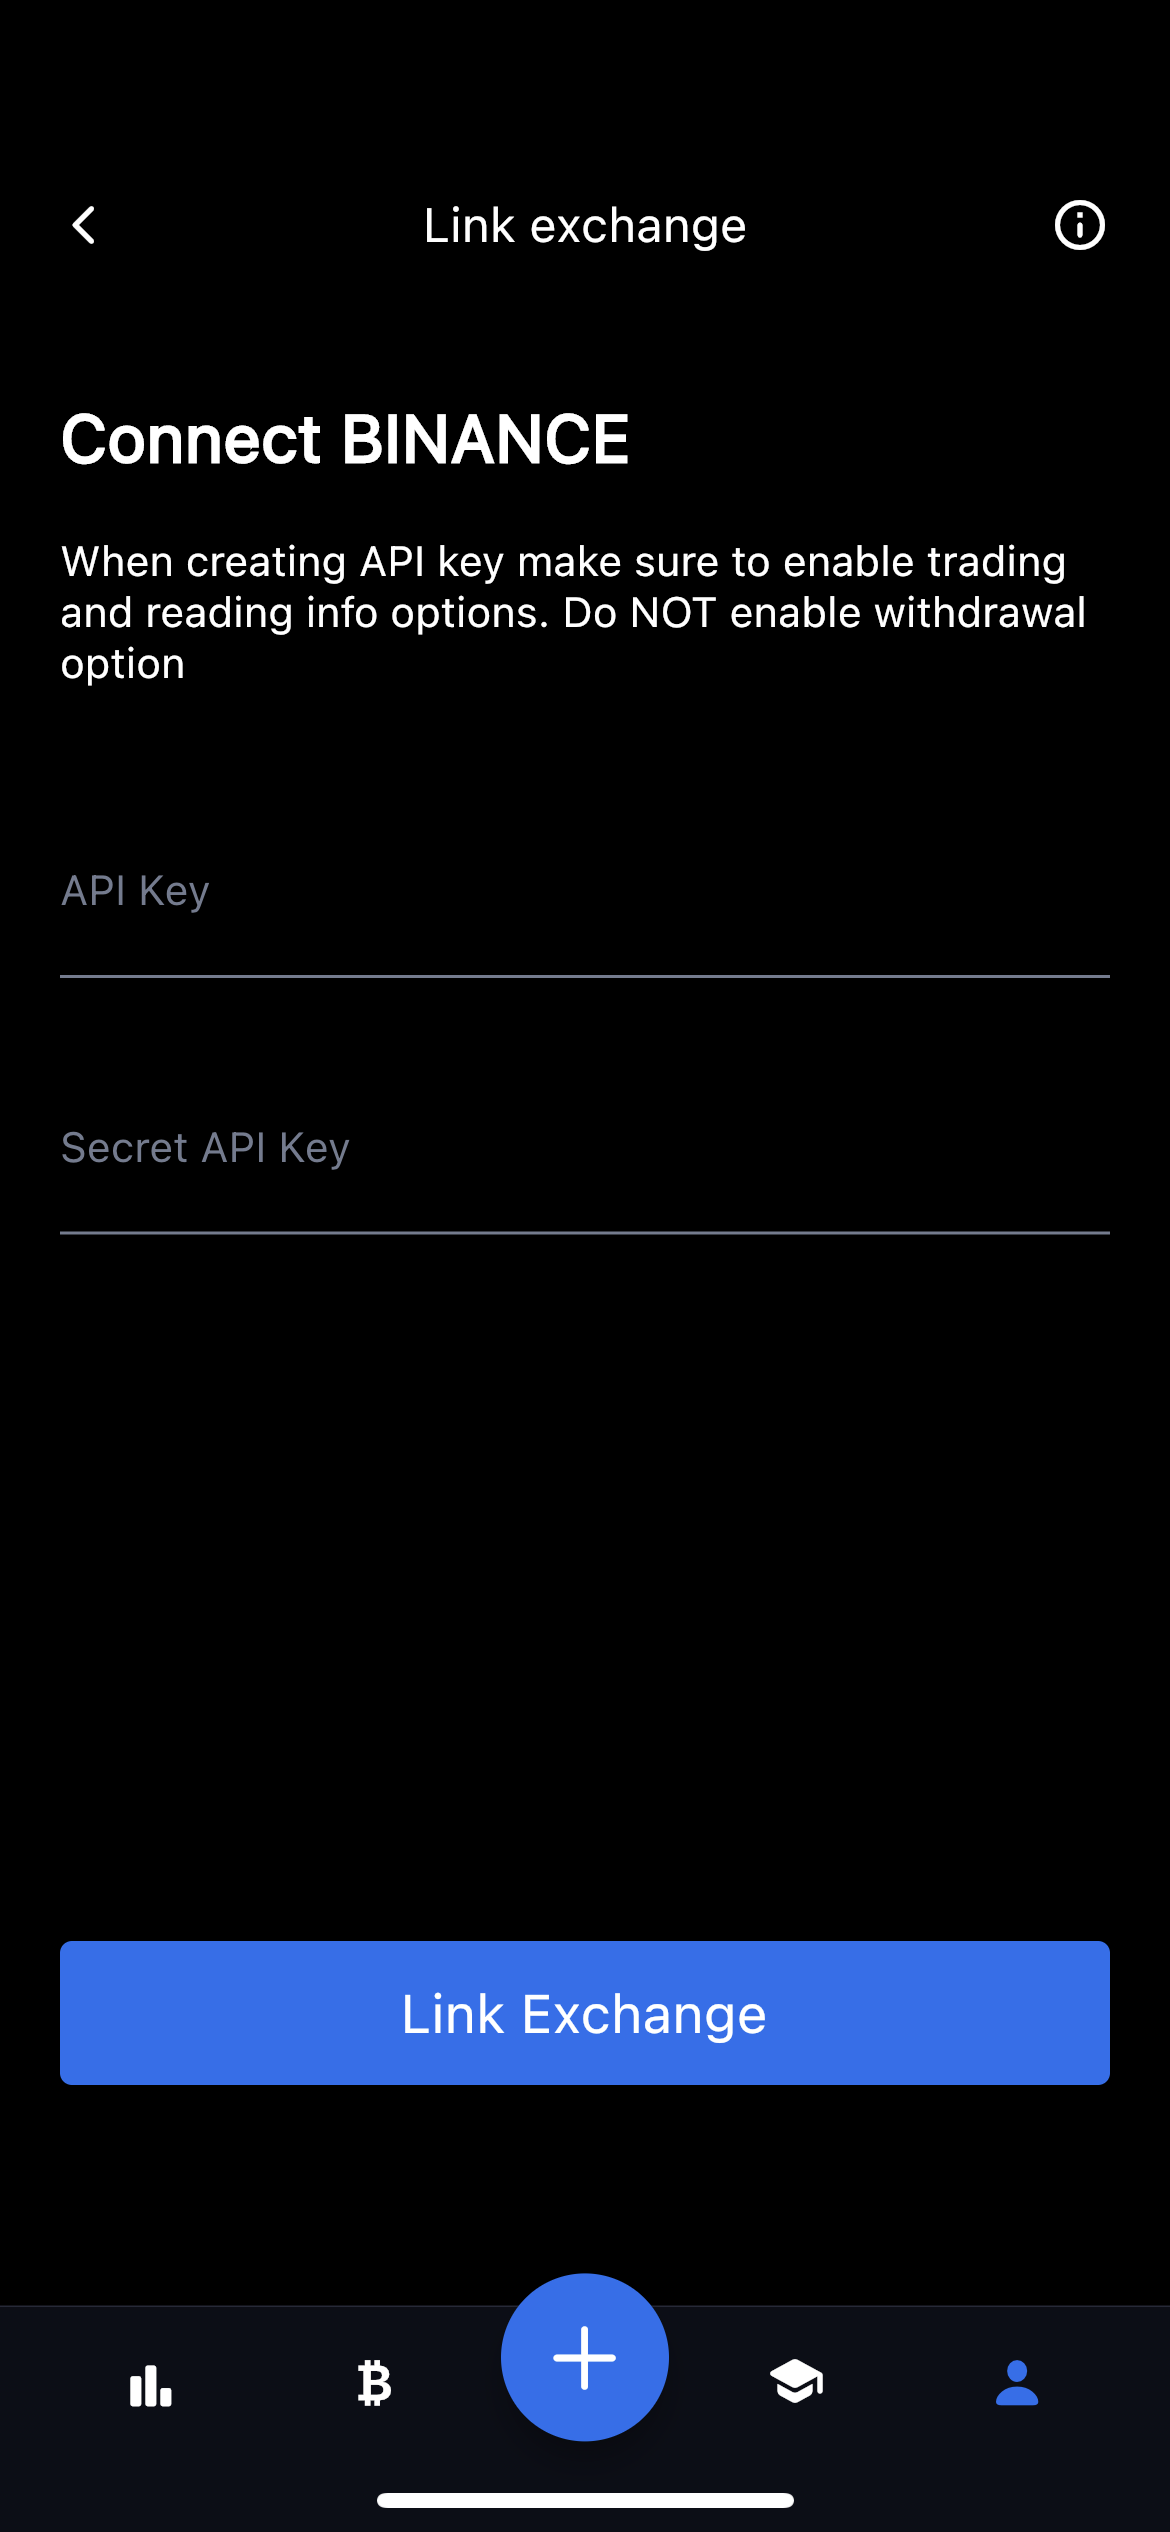 Link exchange
Connect BINANCE
When creating API key make sure to enable trading
and reading info options. Do NOT enable withdrawal
option
API Key
Secret API Key
Link Exchange